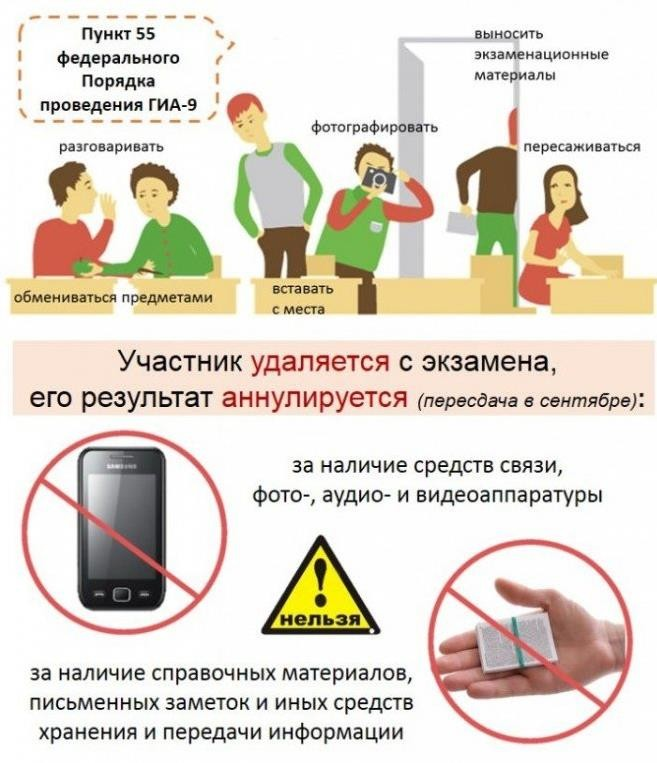 Пункт 55
федерального
Порядка
проведения ГИА-9
выносить
экзаменационные
материалы
фотографировать
разговаривать
пересаживаться
обмениваться предметами
вставать
с места
Участник удаляется с экзамена,
его результат аннулируется (пересдача в сентябре):
SAMSUNG
за наличие средств связи,
фото-, аудио- и видеоаппаратуры
нельзя
за наличие справочных материалов,
письменных заметок и иных средств
хранения и передачи информации